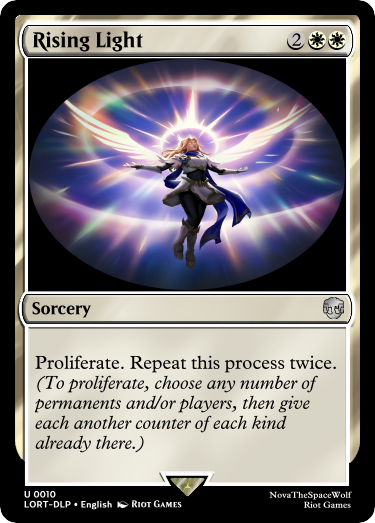 Rising Light 2
Sorcery
Proliferate. Repeat this process twice.
(To proliferate, choose any number of
permanents and/or players, then give
each another counter of each kind
already there.)
U 0010
LORT-DLP • English RIOT GAMES
NovaTheSpaceWolf
Riot Games